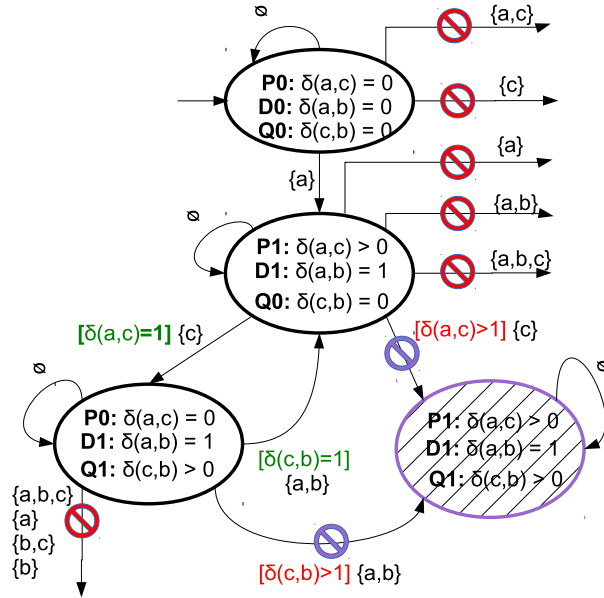 ø
{a,c}
P0: δ(a,c) = 0
D0: δ(a,b) = 0
Q0: δ(c,b) = 0
{c}
{a}
{a}
{a,b}
{a,b,c}
ø
P1: δ(a,c) > 0
D1: δ(a,b) = 1
Q0: δ(c,b) = 0
[δ(a,c)=1] {c}
[δ(a,c)>1] {c}
ø
P0: δ(a,c) = 0
D1: δ(a,b) = 1
Q1: δ(c,b) > 0
ø
P1: δ(a,c) > 0
D1: δ(a,b) = 1
Q1: δ(c,b) > 0
[δ(c,b)=1]
{a,b}
{a,b,c}
{a}
{b,c}
{b}
[δ(c,b)>1] {a,b}